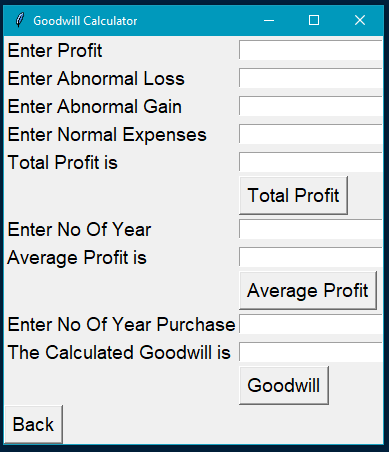 Goodwill Calculator
Enter Profit
Enter Abnormal Loss
Enter Abnormal Gain
Enter Normal Expenses
Total Profit is
Total Profit
Enter No Of Year
Average Profit is
Average Profit
Enter No Of Year Purchase
The Calculated Goodwill is
Goodwill
Back